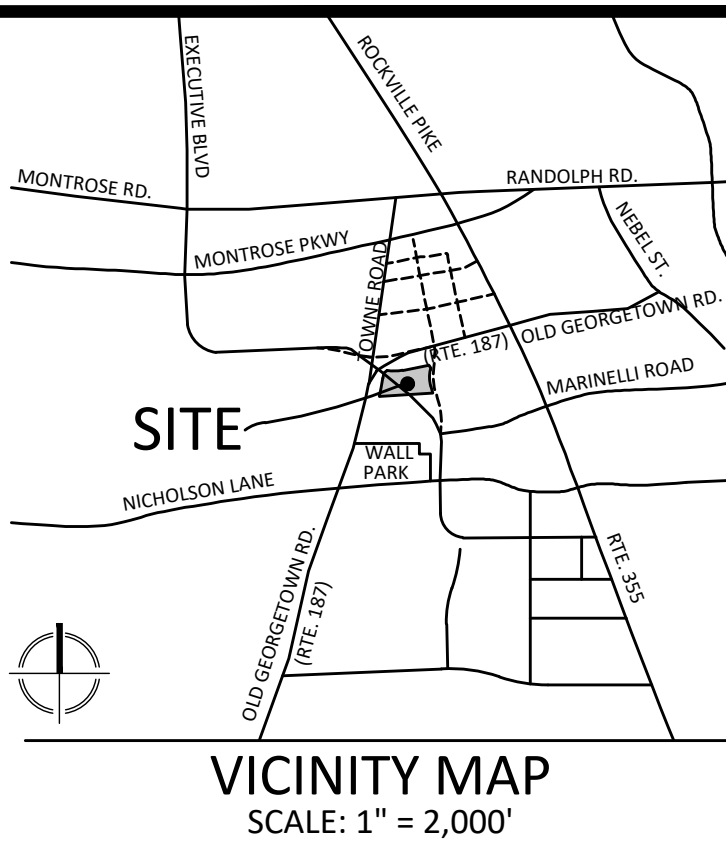 EXECUTIVE BLVD
ROCKVILLE PIKE
MONTROSE RD.
RANDOLPH RD.
NEBEL ST.
MONTROSE PKWY
TOWNE ROAD
(RTE. 187)
OLD GEORGETOWN RD.
MARINELLI ROAD
SITE
WALL
PARK
NICHOLSON LANE
OLD GEORGETOWN RD.
(RTE. 187)
RTE. 355
VICINITY MAP
SCALE: 1" = 2,000'